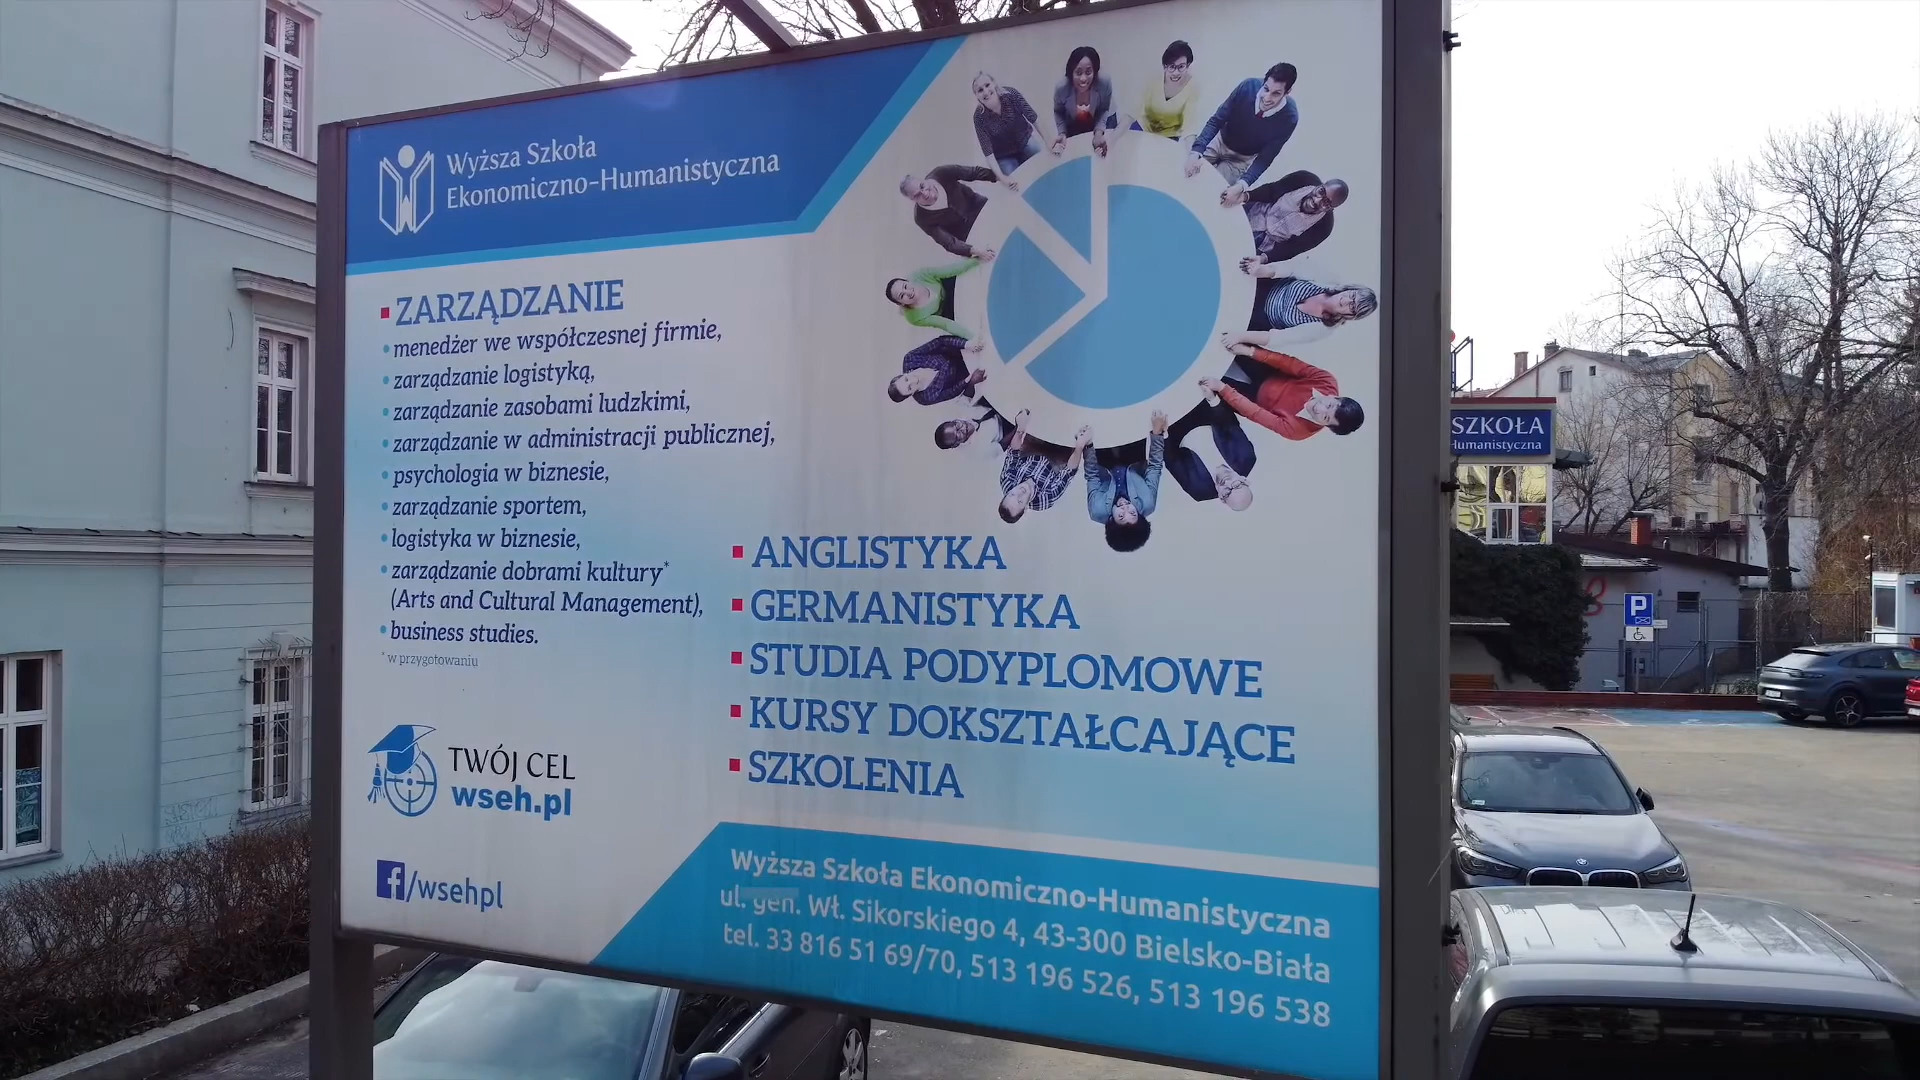 Wyższa Szkoła
Ekonomiczno-Humanistyczna
ZARZĄDZANIE
• menedżer we współczesnej firmie,
• zarządzanie logistyką,
• zarządzanie zasobami ludzkimi,
• zarządzanie w administracji publicznej,
• psychologia w biznesie,
• zarządzanie sportem,
• logistyka w biznesie,
• zarządzanie dobrami kultury*
(Arts and Cultural Management),
• business studies.
* w przygotowaniu
ANGLISTYKA
GERMANISTYKA
STUDIA PODYPLOMOWE
KURSY DOKSZTAŁCAJĄCE
SZKOLENIA
TWÓJ CEL
wseh.pl
f/wsehpl
Wyższa Szkoła Ekonomiczno-Humanistyczna
ul. gen. Wł. Sikorskiego 4, 43-300 Bielsko-Biała
tel. 33 816 51 69/70, 513 196 526, 513 196 538
SZKOŁA
Humanistyczna
P